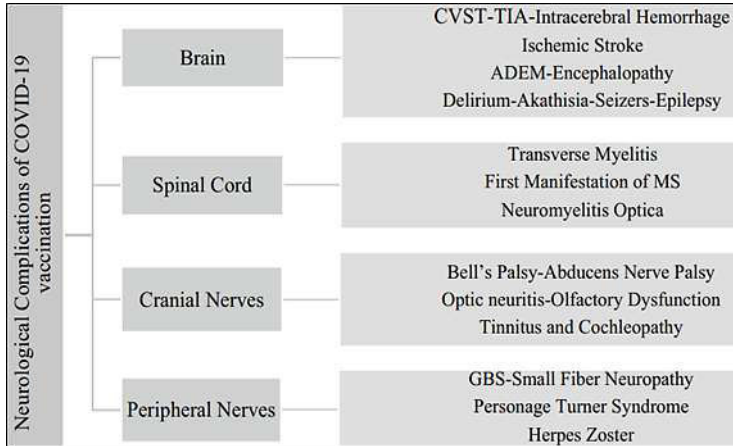 Neurological Complications of COVID-19
vaccination
Brain
CVST-TIA-Intracerebral Hemorrhage
Ischemic Stroke
ADEM-Encephalopathy
Delirium-Akathisia-Seizers-Epilepsy
Spinal Cord
Transverse Myelitis
First Manifestation of MS
Neuromyelitis Optica
Cranial Nerves
Bell's Palsy-Abducens Nerve Palsy
Optic neuritis-Olfactory Dysfunction
Tinnitus and Cochleopathy
Peripheral Nerves
GBS-Small Fiber Neuropathy
Personage Turner Syndrome
Herpes Zoster